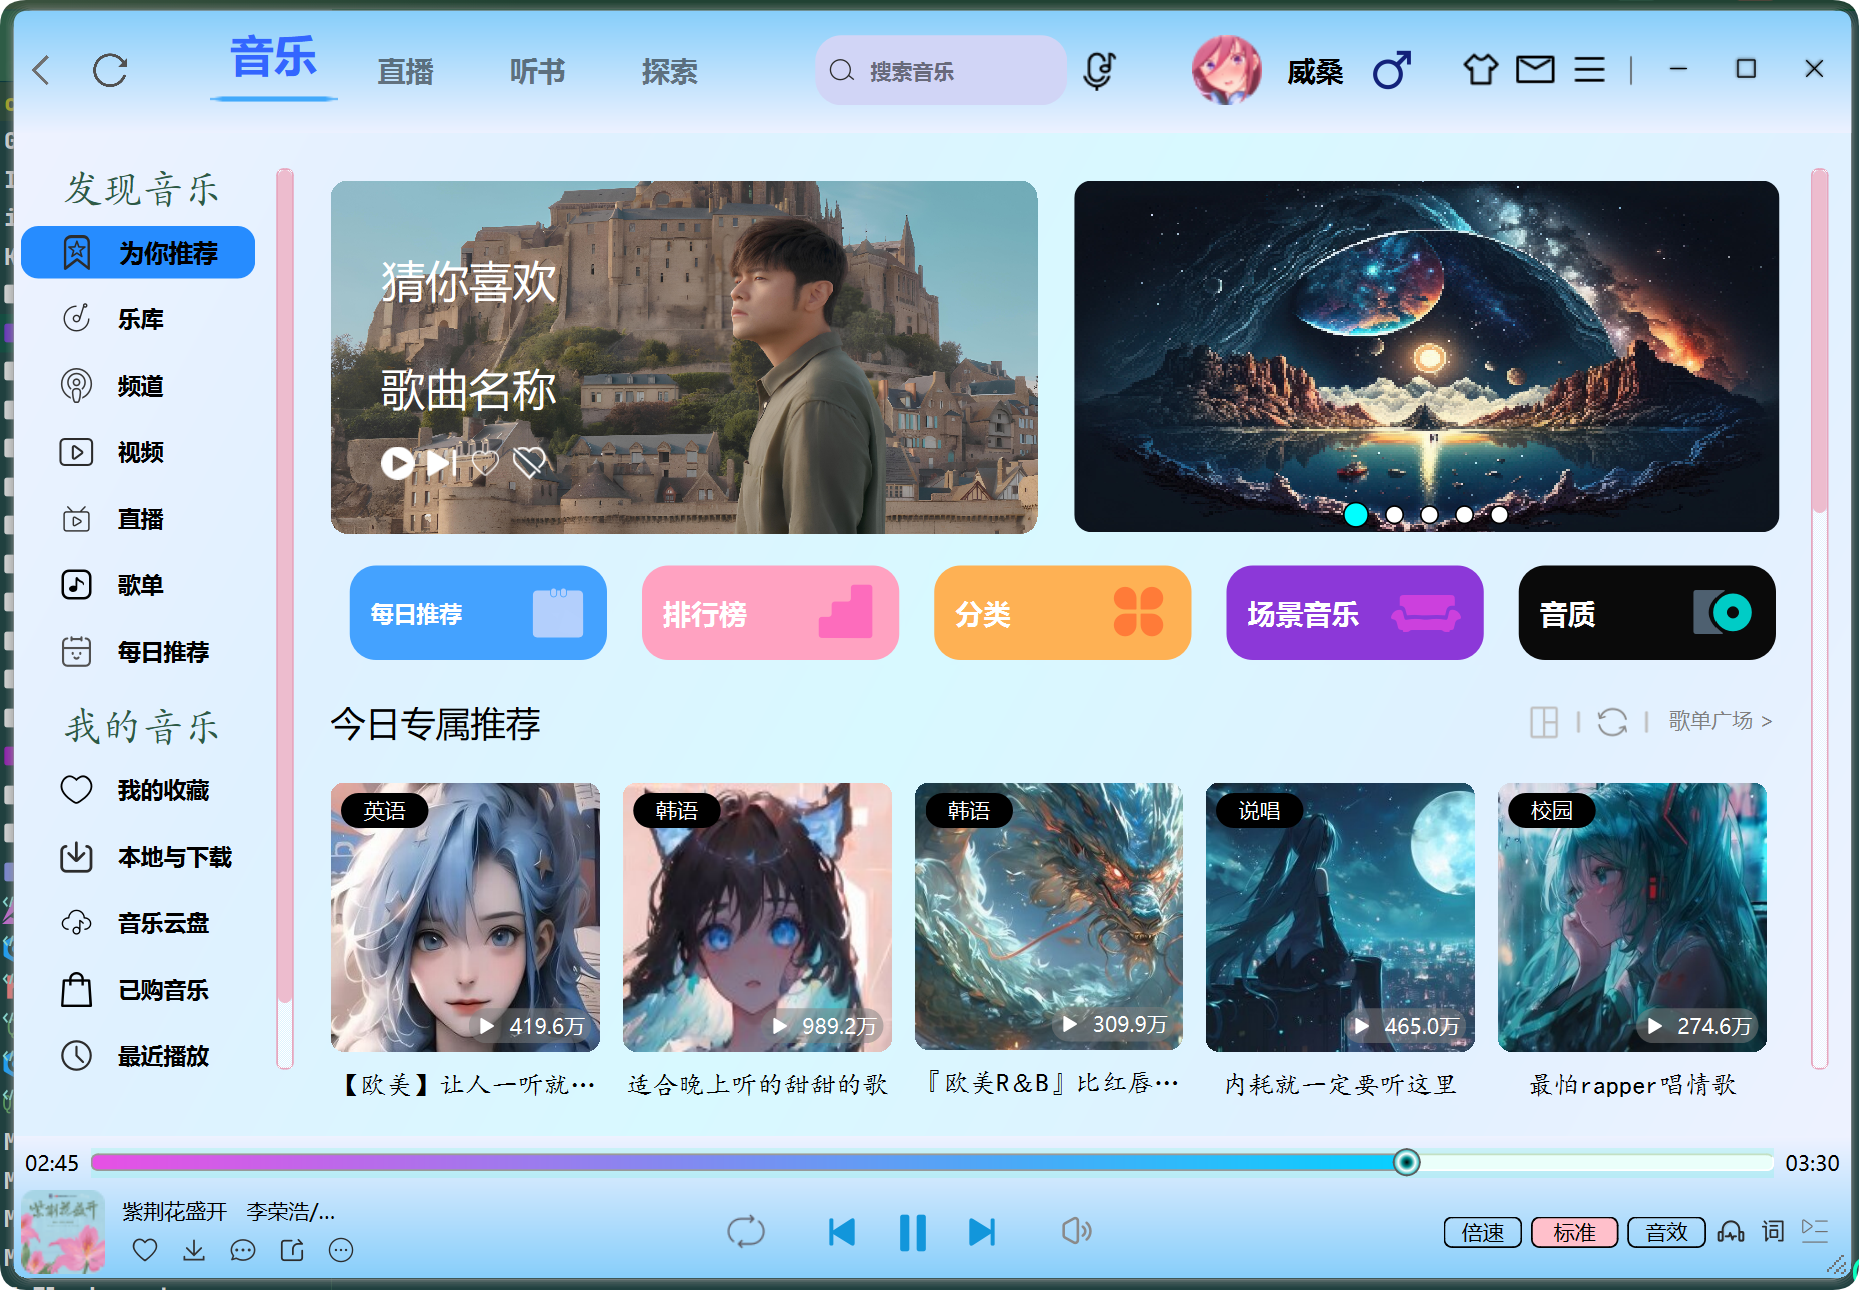 音乐
直播
听书
探索
搜索音乐
威桑
发现音乐
为你推荐
乐库
频道
视频
直播
歌单
每日推荐
我的音乐
我的收藏
本地与下载
音乐云盘
已购音乐
最近播放
猜你喜欢
歌曲名称
每日推荐
排行榜
分类
场景音乐
音质
今日专属推荐
歌单广场 >
英语
419.6万
【欧美】让人一听就…
韩语
989.2万
适合晚上听的甜甜的歌
韩语
309.9万
『欧美R&B』比红唇…
说唱
465.0万
内耗就一定要听这里
校园
274.6万
最怕rapper唱情歌
02:45
03:30
紫荆花盛开
紫荆花盛开 李荣浩/...
倍速
标准
音效
词